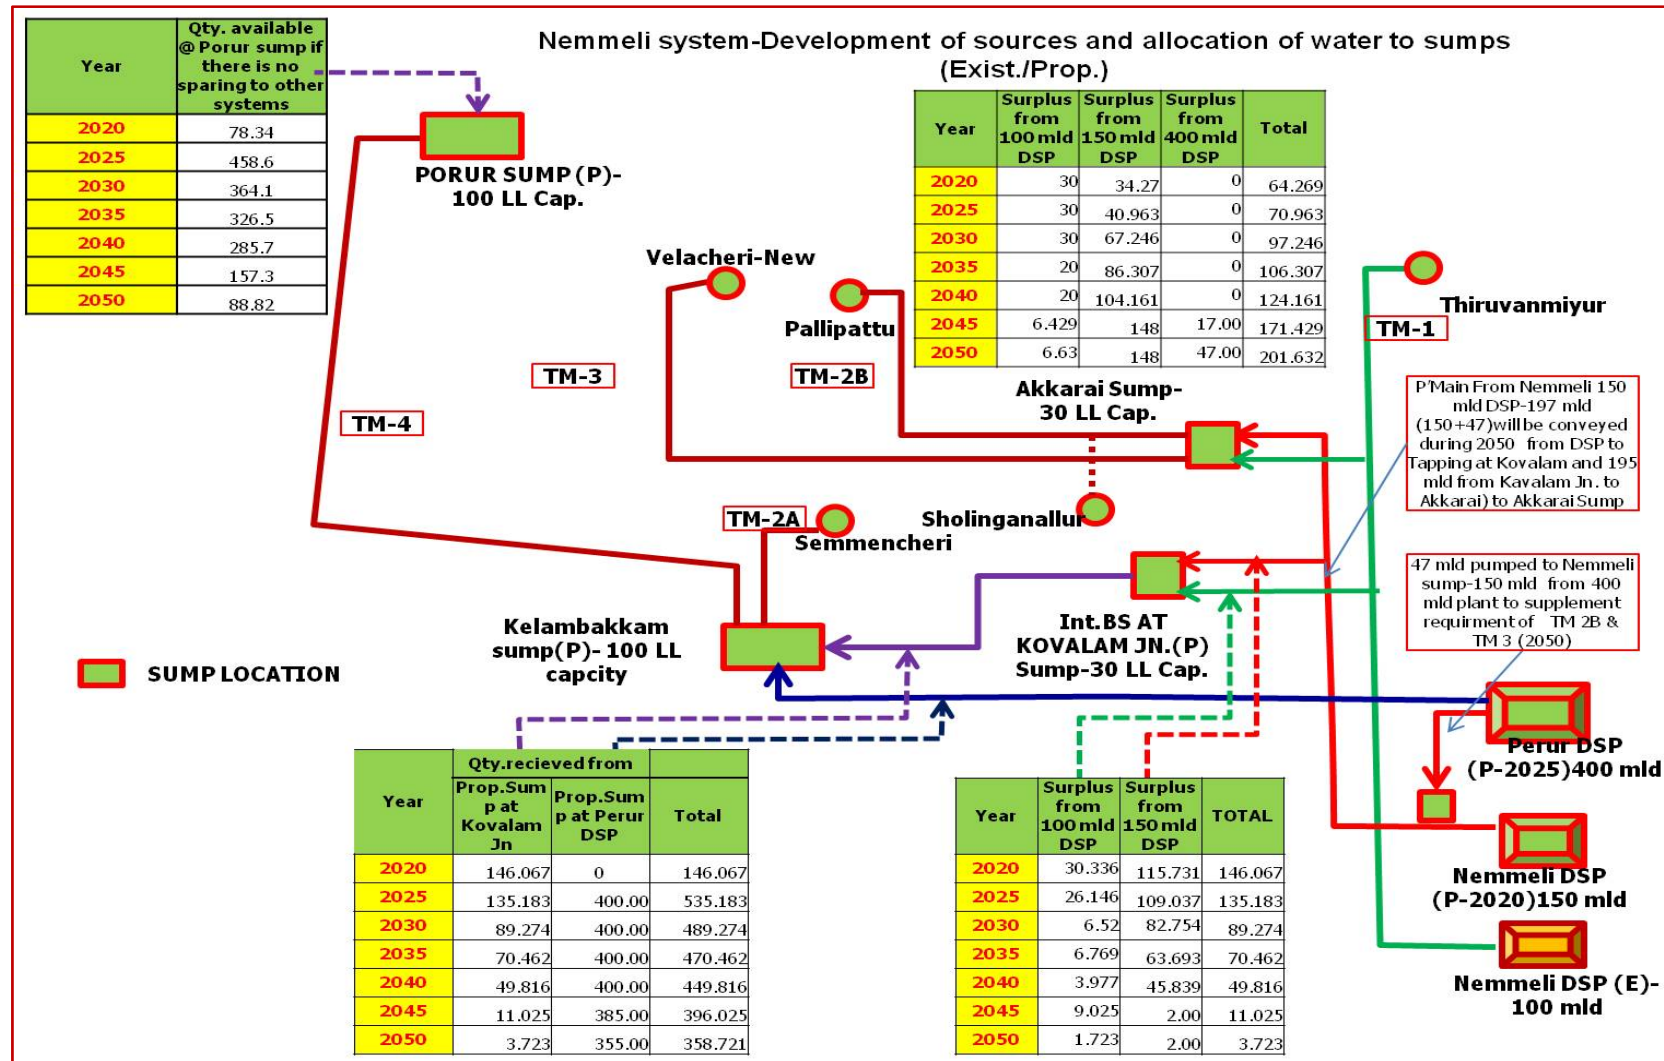 Nemmeli system-Development of sources and allocation of water to sumps
(Exist./Prop.)
Year
Qty. available
@ Porur sump if
there is no
sparing to other
systems
2020 78.34
2025 458.6
2030 364.1
2035 326.5
2040 285.7
2045 157.3
2050 88.82
PORUR SUMP (P)-
100 LL Cap.
Year
Surplus
from
100 mld
DSP
Surplus
from
150 mld
DSP
Surplus
from
400 mld
DSP
Total
2020 30 34.27 0 64.269
2025 30 40.963 0 70.963
2030 30 67.246 0 97.246
2035 20 86.307 0 106.307
2040 20 104.161 0 124.161
2045 6.429 148 17.00 171.429
2050 6.63 148 47.00 201.632
Velacheri-New
Pallipattu
Thiruvanmiyur
TM-1
TM-3
TM-2B
TM-4
Akkarai Sump-
30 LL Cap.
P'Main From Nemmeli 150
mld DSP-197 mld
(150+47)will be conveyed
during 2050 from DSP to
Tapping at Kovalam and 195
mld from Kavalam Jn. to
Akkarai) to Akkarai Sump
TM-2A
Semmencheri
Sholinganallur
47 mld pumped to Nemmeli
sump-150 mld from 400
mld plant to supplement
requirment of TM 2B &
TM 3 (2050)
Kelambakkam
sump(P)- 100 LL
capcity
Int.BS AT
KOVALAM JN.(P)
Sump-30 LL Cap.
SUMP LOCATION
Perur DSP
(P-2025)400 mld
Nemmeli DSP
(P-2020)150 mld
Nemmeli DSP (E)-
100 mld
Year
Qty.recieved from
Prop.Sum
p at
Kovalam
Jn
Prop.Sum
p at Perur
DSP
Total
2020 146.067 0 146.067
2025 135.183 400.00 535.183
2030 89.274 400.00 489.274
2035 70.462 400.00 470.462
2040 49.816 400.00 449.816
2045 11.025 385.00 396.025
2050 3.723 355.00 358.721
Year
Surplus
from
100 mld
DSP
Surplus
from
150 mld
DSP
TOTAL
2020 30.336 115.731 146.067
2025 26.146 109.037 135.183
2030 6.52 82.754 89.274
2035 6.769 63.693 70.462
2040 3.977 45.839 49.816
2045 9.025 2.00 11.025
2050 1.723 2.00 3.723